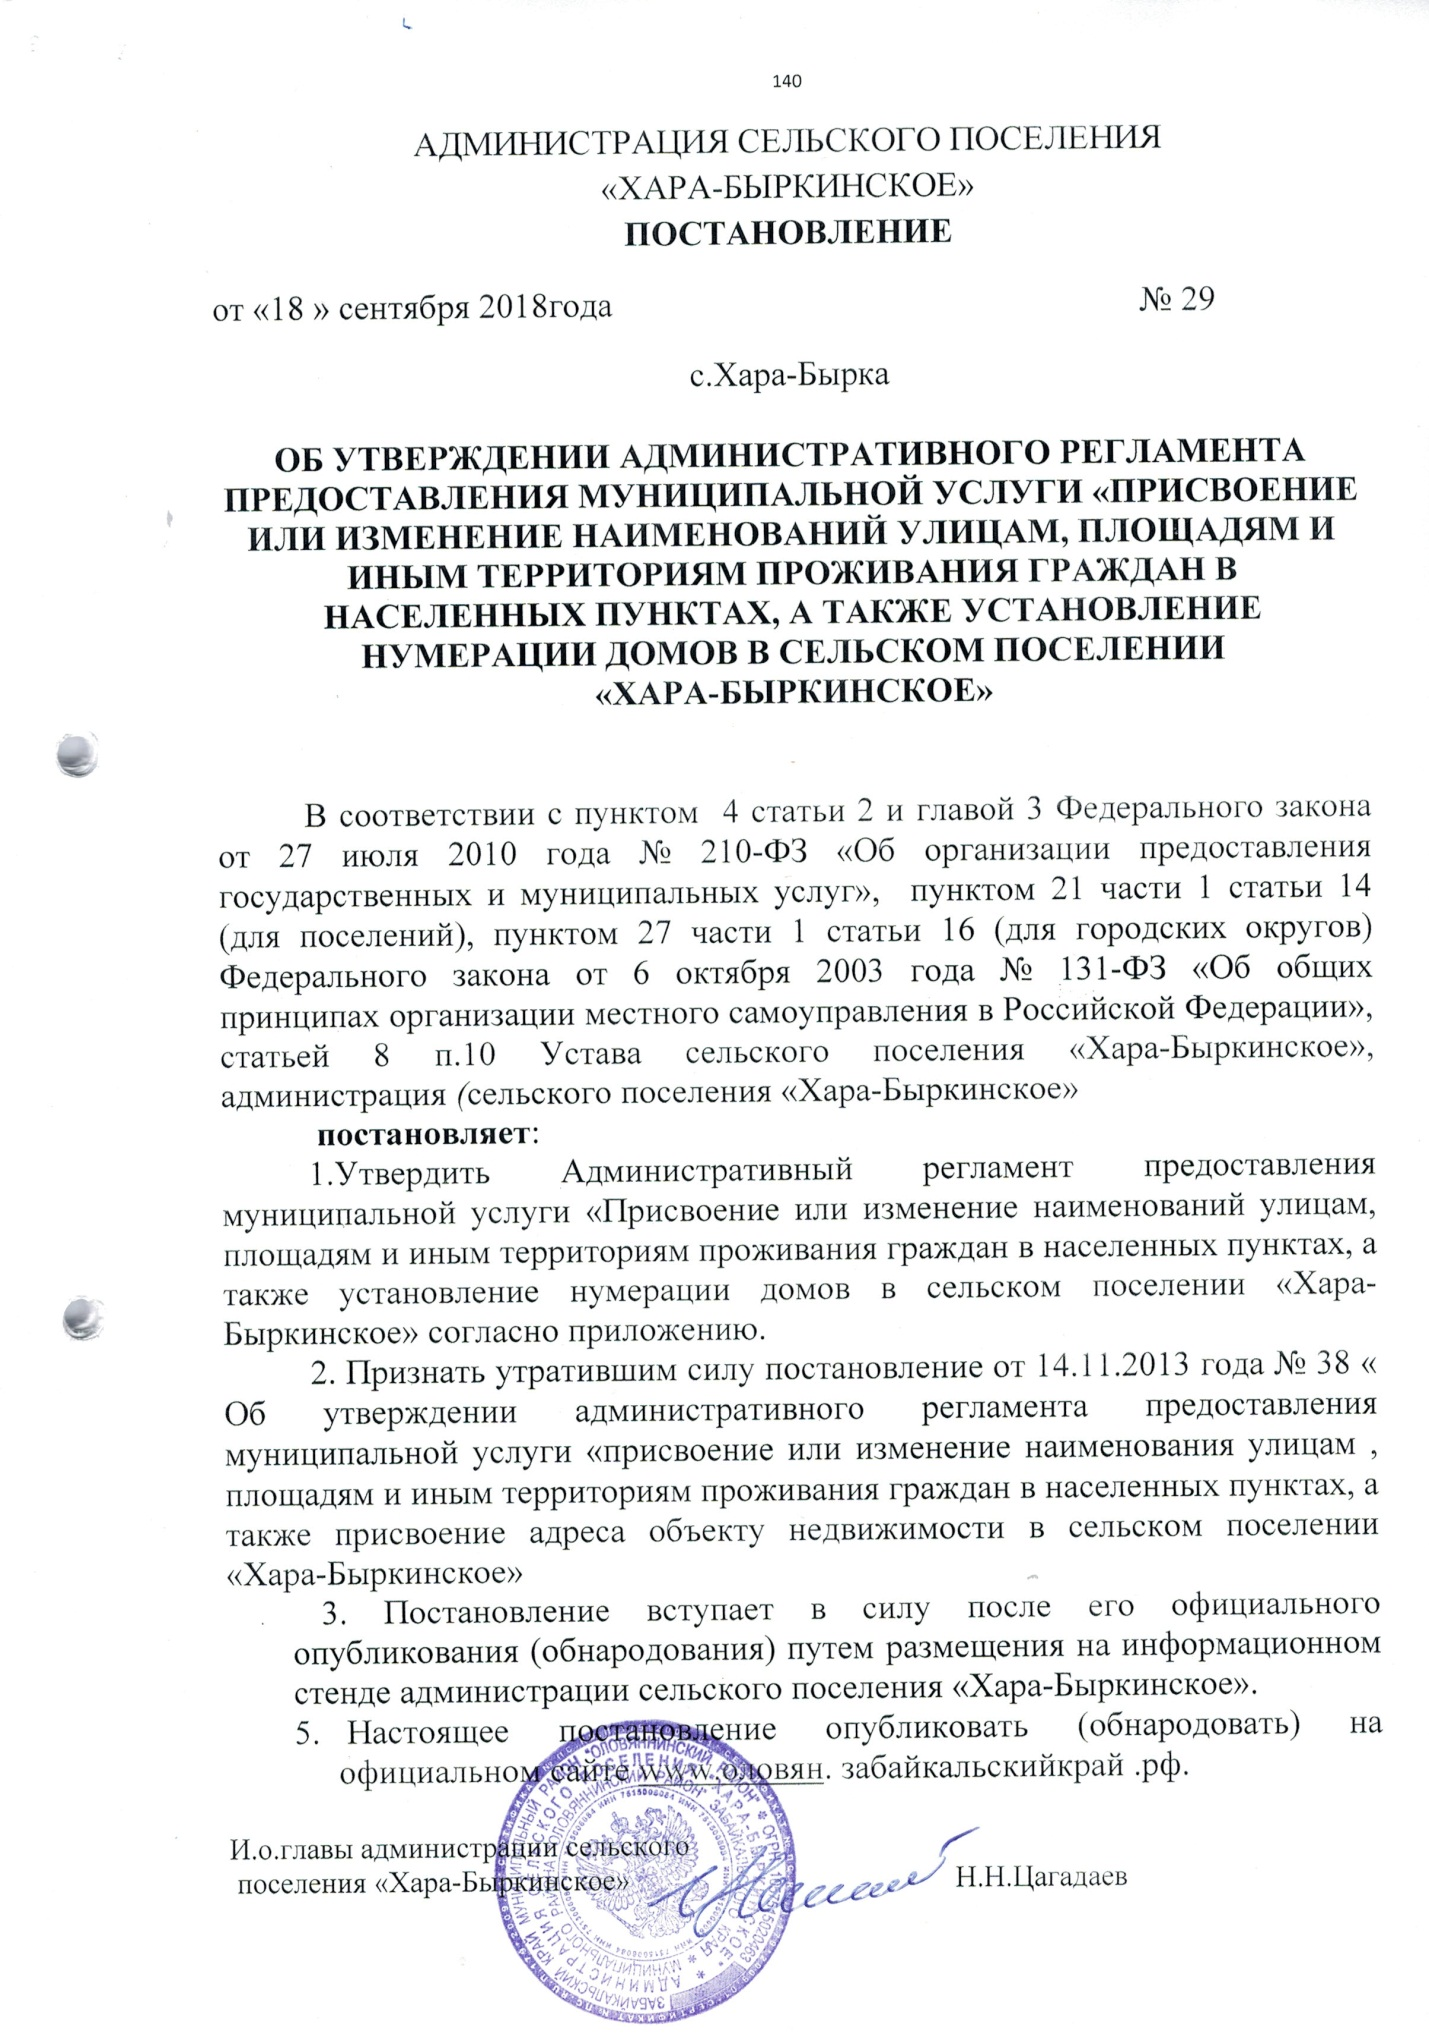 140
АДМИНИСТРАЦИЯ СЕЛЬСКОГО ПОСЕЛЕНИЯ
«ХАРА-БЫРКИНСКОЕ»
ПОСТАНОВЛЕНИЕ
от «18 » сентября 2018года № 29
с.Хара-Бырка
ОБ УТВЕРЖДЕНИИ АДМИНИСТРАТИВНОГО РЕГЛАМЕНТА
ПРЕДОСТАВЛЕНИЯ МУНИЦИПАЛЬНОЙ УСЛУГИ «ПРИСВОЕНИЕ
ИЛИ ИЗМЕНЕНИЕ НАИМЕНОВАНИЙ УЛИЦАМ, ПЛОЩАДЯМ И
ИНЫМ ТЕРРИТОРИЯМ ПРОЖИВАНИЯ ГРАЖДАН В
НАСЕЛЕННЫХ ПУНКТАХ, А ТАКЖЕ УСТАНОВЛЕНИЕ
НУМЕРАЦИИ ДОМОВ В СЕЛЬСКОМ ПОСЕЛЕНИИ
«ХАРА-БЫРКИНСКОЕ»
В соответствии с пунктом 4 статьи 2 и главой 3 Федерального закона
от 27 июля 2010 года № 210-ФЗ «Об организации предоставления
государственных и муниципальных услуг», пунктом 21 части 1 статьи 14
(для поселений), пунктом 27 части 1 статьи 16 (для городских округов)
Федерального закона от 6 октября 2003 года № 131-ФЗ «Об общих
принципах организации местного самоуправления в Российской Федерации»,
статьей 8 п.10 Устава сельского поселения «Хара-Быркинское»,
администрация (сельского поселения «Хара-Быркинское»
постановляет:
1.Утвердить Административный регламент предоставления
муниципальной услуги «Присвоение или изменение наименований улицам,
площадям и иным территориям проживания граждан в населенных пунктах, а
также установление нумерации домов в сельском поселении «Хара-
Быркинское» согласно приложению.
2. Признать утратившим силу постановление от 14.11.2013 года № 38 «
Об утверждении административного регламента предоставления
муниципальной услуги «присвоение или изменение наименования улицам ,
площадям и иным территориям проживания граждан в населенных пунктах, а
также присвоение адреса объекту недвижимости в сельском поселении
«Хара-Быркинское»
3. Постановление вступает в силу после его официального
опубликования (обнародования) путем размещения на информационном
стенде администрации сельского поселения «Хара-Быркинское».
5. Настоящее постановление опубликовать (обнародовать) на
официальном сайте www.оловян. забайкальскийкрай .рф.
И.о.главы администрации сельского
поселения «Хара-Быркинское» Н.Н.Цагадаев
ЗАБАЙКАЛЬСКИЙ КРАЙ МУНИЦИПАЛЬНЫЙ РАЙОН "ОЛОВЯННИНСКИЙ РАЙОН"
АДМИНИСТРАЦИЯ СЕЛЬСКОГО ПОСЕЛЕНИЯ "ХАРА-БЫРКИНСКОЕ"